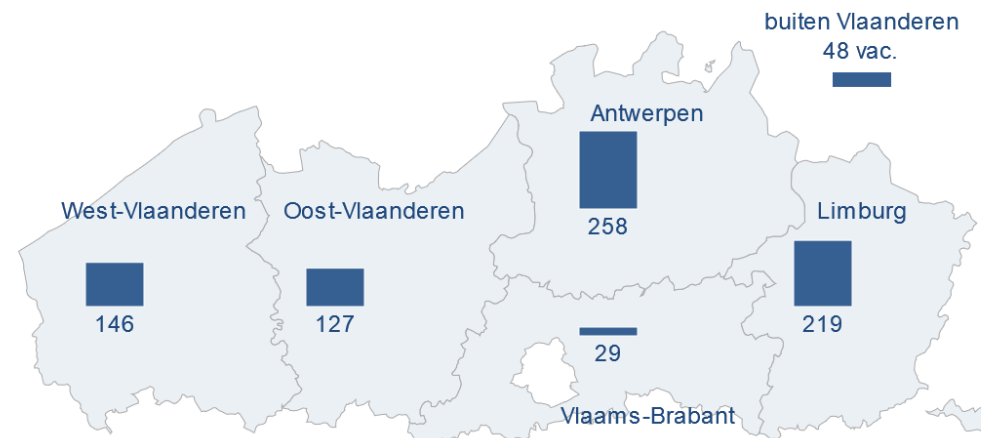 buiten Vlaanderen
48 vac.
Antwerpen
258
West-Vlaanderen
146
Oost-Vlaanderen
127
Limburg
219
29
Vlaams-Brabant